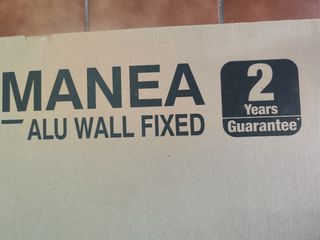 MANEA
ALU WALL FIXED
2
Years
Guarantee*